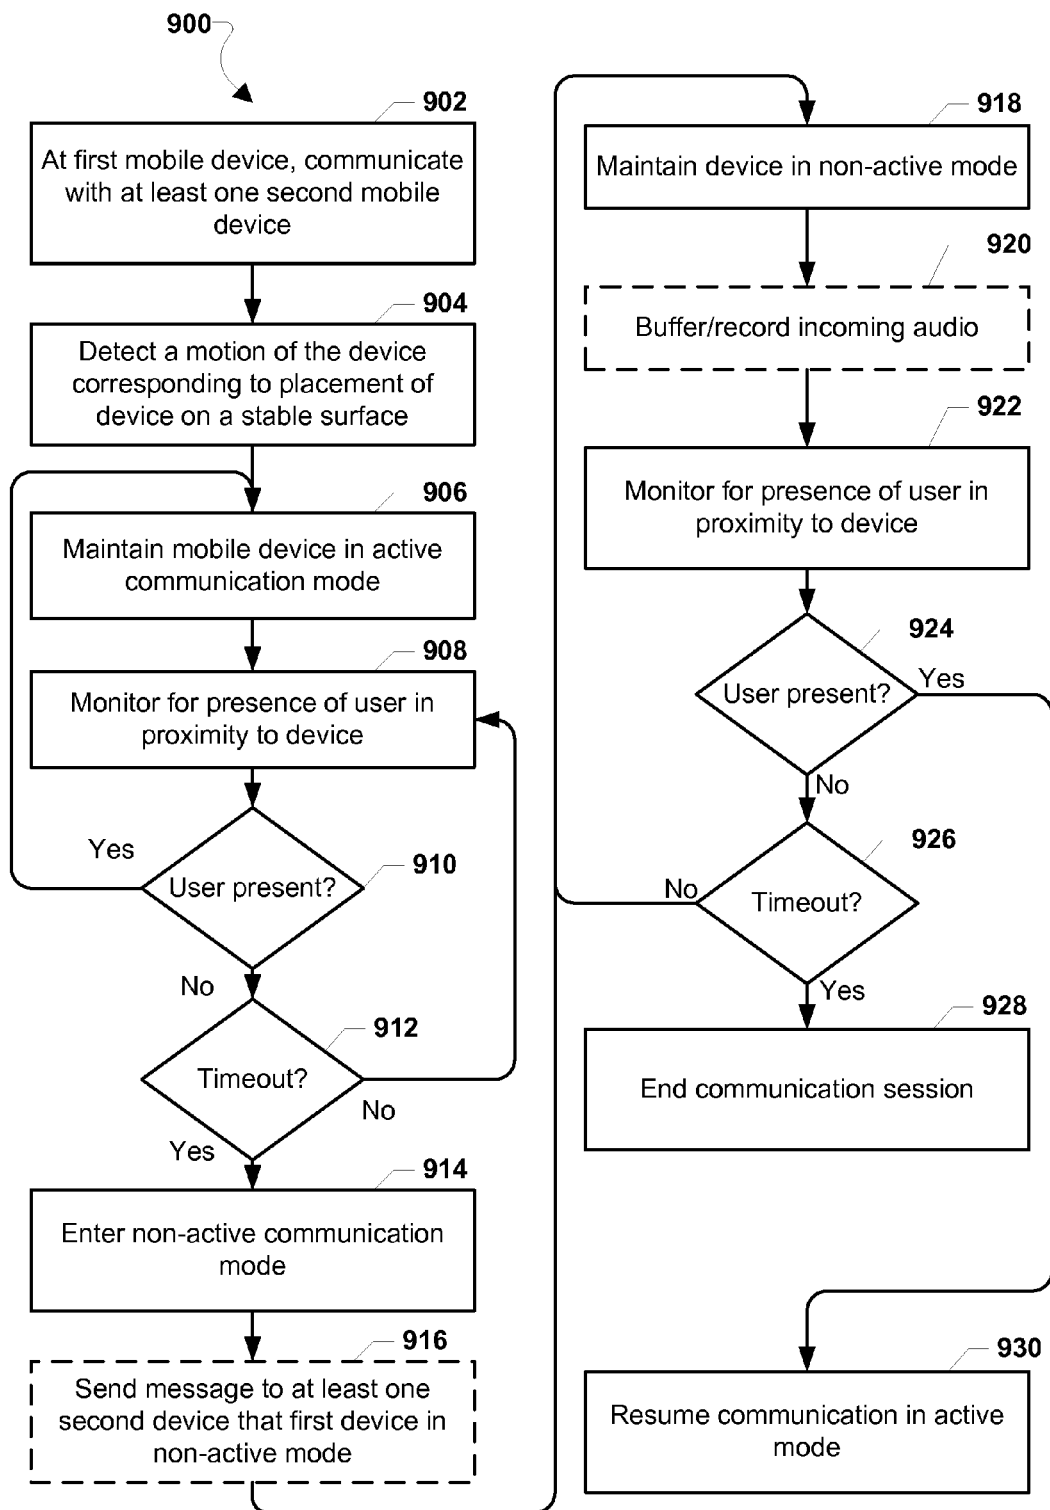 900
902
At first mobile device, communicate
with at least one second mobile
device
904
Detect a motion of the device
corresponding to placement of
device on a stable surface
906
Maintain mobile device in active
communication mode
908
Monitor for presence of user in
proximity to device
Yes
910
User present?
No
912
Timeout?
No
Yes
914
Enter non-active communication
mode
916
Send message to at least one
second device that first device in
non-active mode
918
Maintain device in non-active mode
920
Buffer/record incoming audio
922
Monitor for presence of user in
proximity to device
924
Yes
User present?
No
926
No
Timeout?
Yes
928
End communication session
930
Resume communication in active
mode